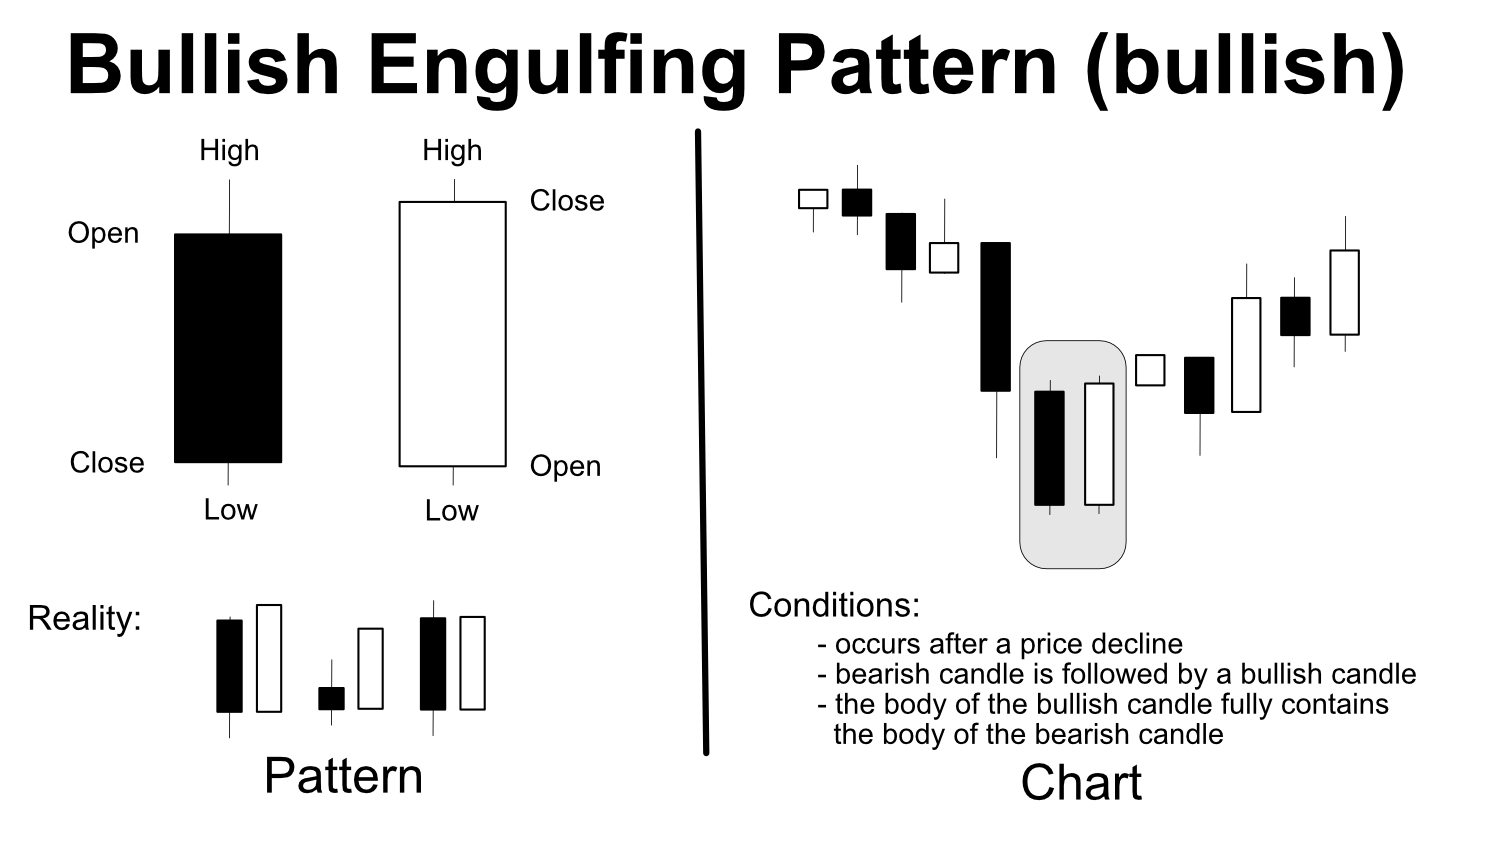 Bullish Engulfing Pattern (bullish)
High
High
Open
Close
Close
Open
Low
Low
Reality:
Pattern
Conditions:
- occurs after a price decline
- bearish candle is followed by a bullish candle
- the body of the bullish candle fully contains
the body of the bearish candle
Chart